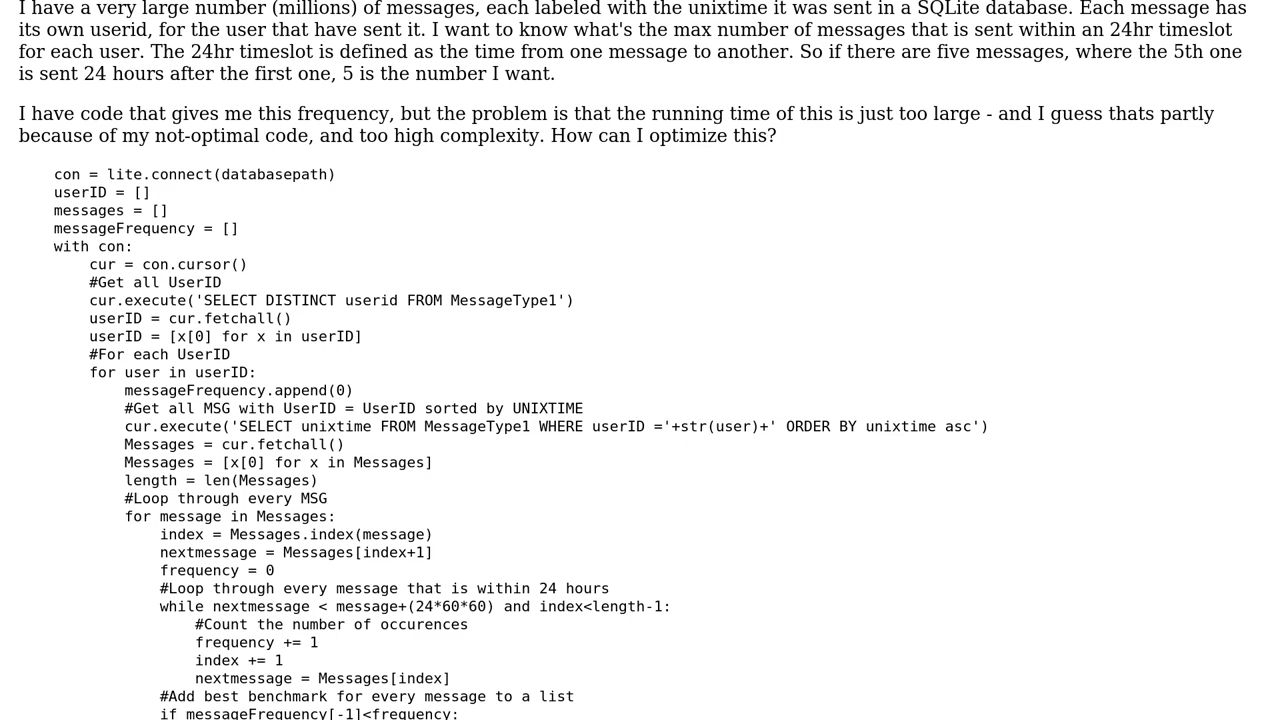 I have a very large number (millions) of messages, each labeled with the unixtime it was sent in a SQLite database. Each message has
its own userid, for the user that have sent it. I want to know what's the max number of messages that is sent within an 24hr timeslot
for each user. The 24hr timeslot is defined as the time from one message to another. So if there are five messages, where the 5th one
is sent 24 hours after the first one, 5 is the number I want.
I have code that gives me this frequency, but the problem is that the running time of this is just too large - and I guess thats partly
because of my not-optimal code, and too high complexity. How can I optimize this?
con = lite.connect(databasepath)
userID = []
messages = []
messageFrequency = []
with con:
    cur = con.cursor()
    #Get all UserID
    cur.execute('SELECT DISTINCT userid FROM MessageType1')
    userID = cur.fetchall()
    userID = [x[0] for x in userID]
    #For each UserID
    for user in userID:
        messageFrequency.append(0)
        #Get all MSG with UserID = UserID sorted by UNIXTIME
        cur.execute('SELECT unixtime FROM MessageType1 WHERE userID ='+str(user)+' ORDER BY unixtime asc')
        Messages = cur.fetchall()
        Messages = [x[0] for x in Messages]
        length = len(Messages)
        #Loop through every MSG
        for message in Messages:
            index = Messages.index(message)
            nextmessage = Messages[index+1]
            frequency = 0
            #Loop through every message that is within 24 hours
            while nextmessage < message+(24*60*60) and index<length-1:
                #Count the number of occurences
                frequency += 1
                index += 1
                nextmessage = Messages[index]
            #Add best benchmark for every message to a list
            if messageFrequency[-1]<frequency: